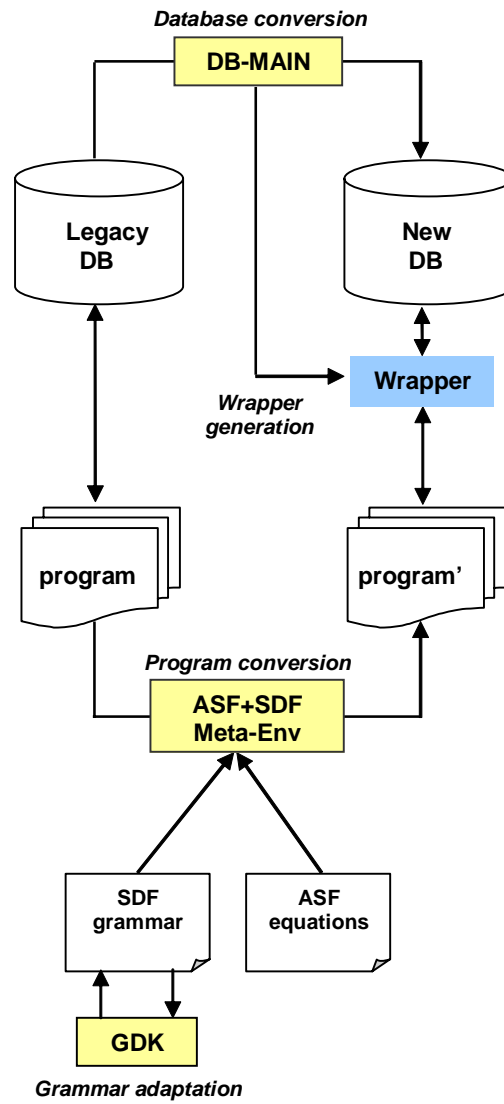 Database conversion
DB-MAIN
Legacy
DB
New
DB
Wrapper
Wrapper
generation
program
program’
Program conversion
ASF+SDF
Meta-Env
SDF
grammar
ASF
equations
GDK
Grammar adaptation